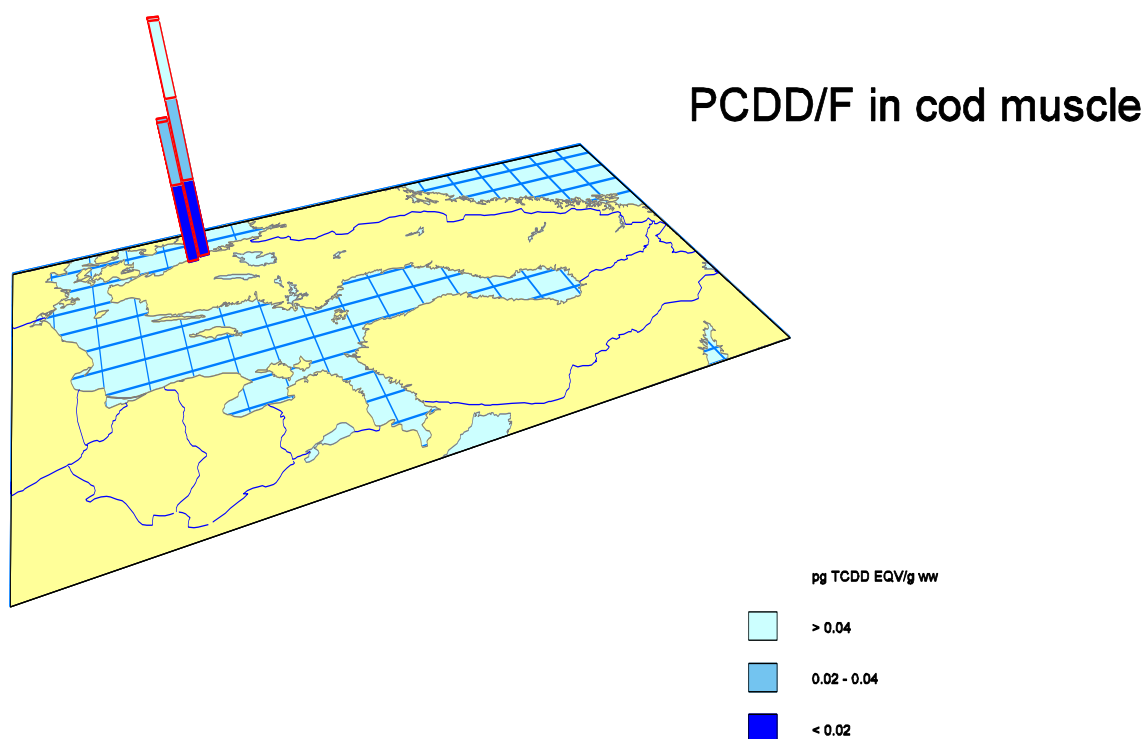 PCDD/F in cod muscle
pg TCDD EQV/g ww
> 0.04
0.02 - 0.04
< 0.02